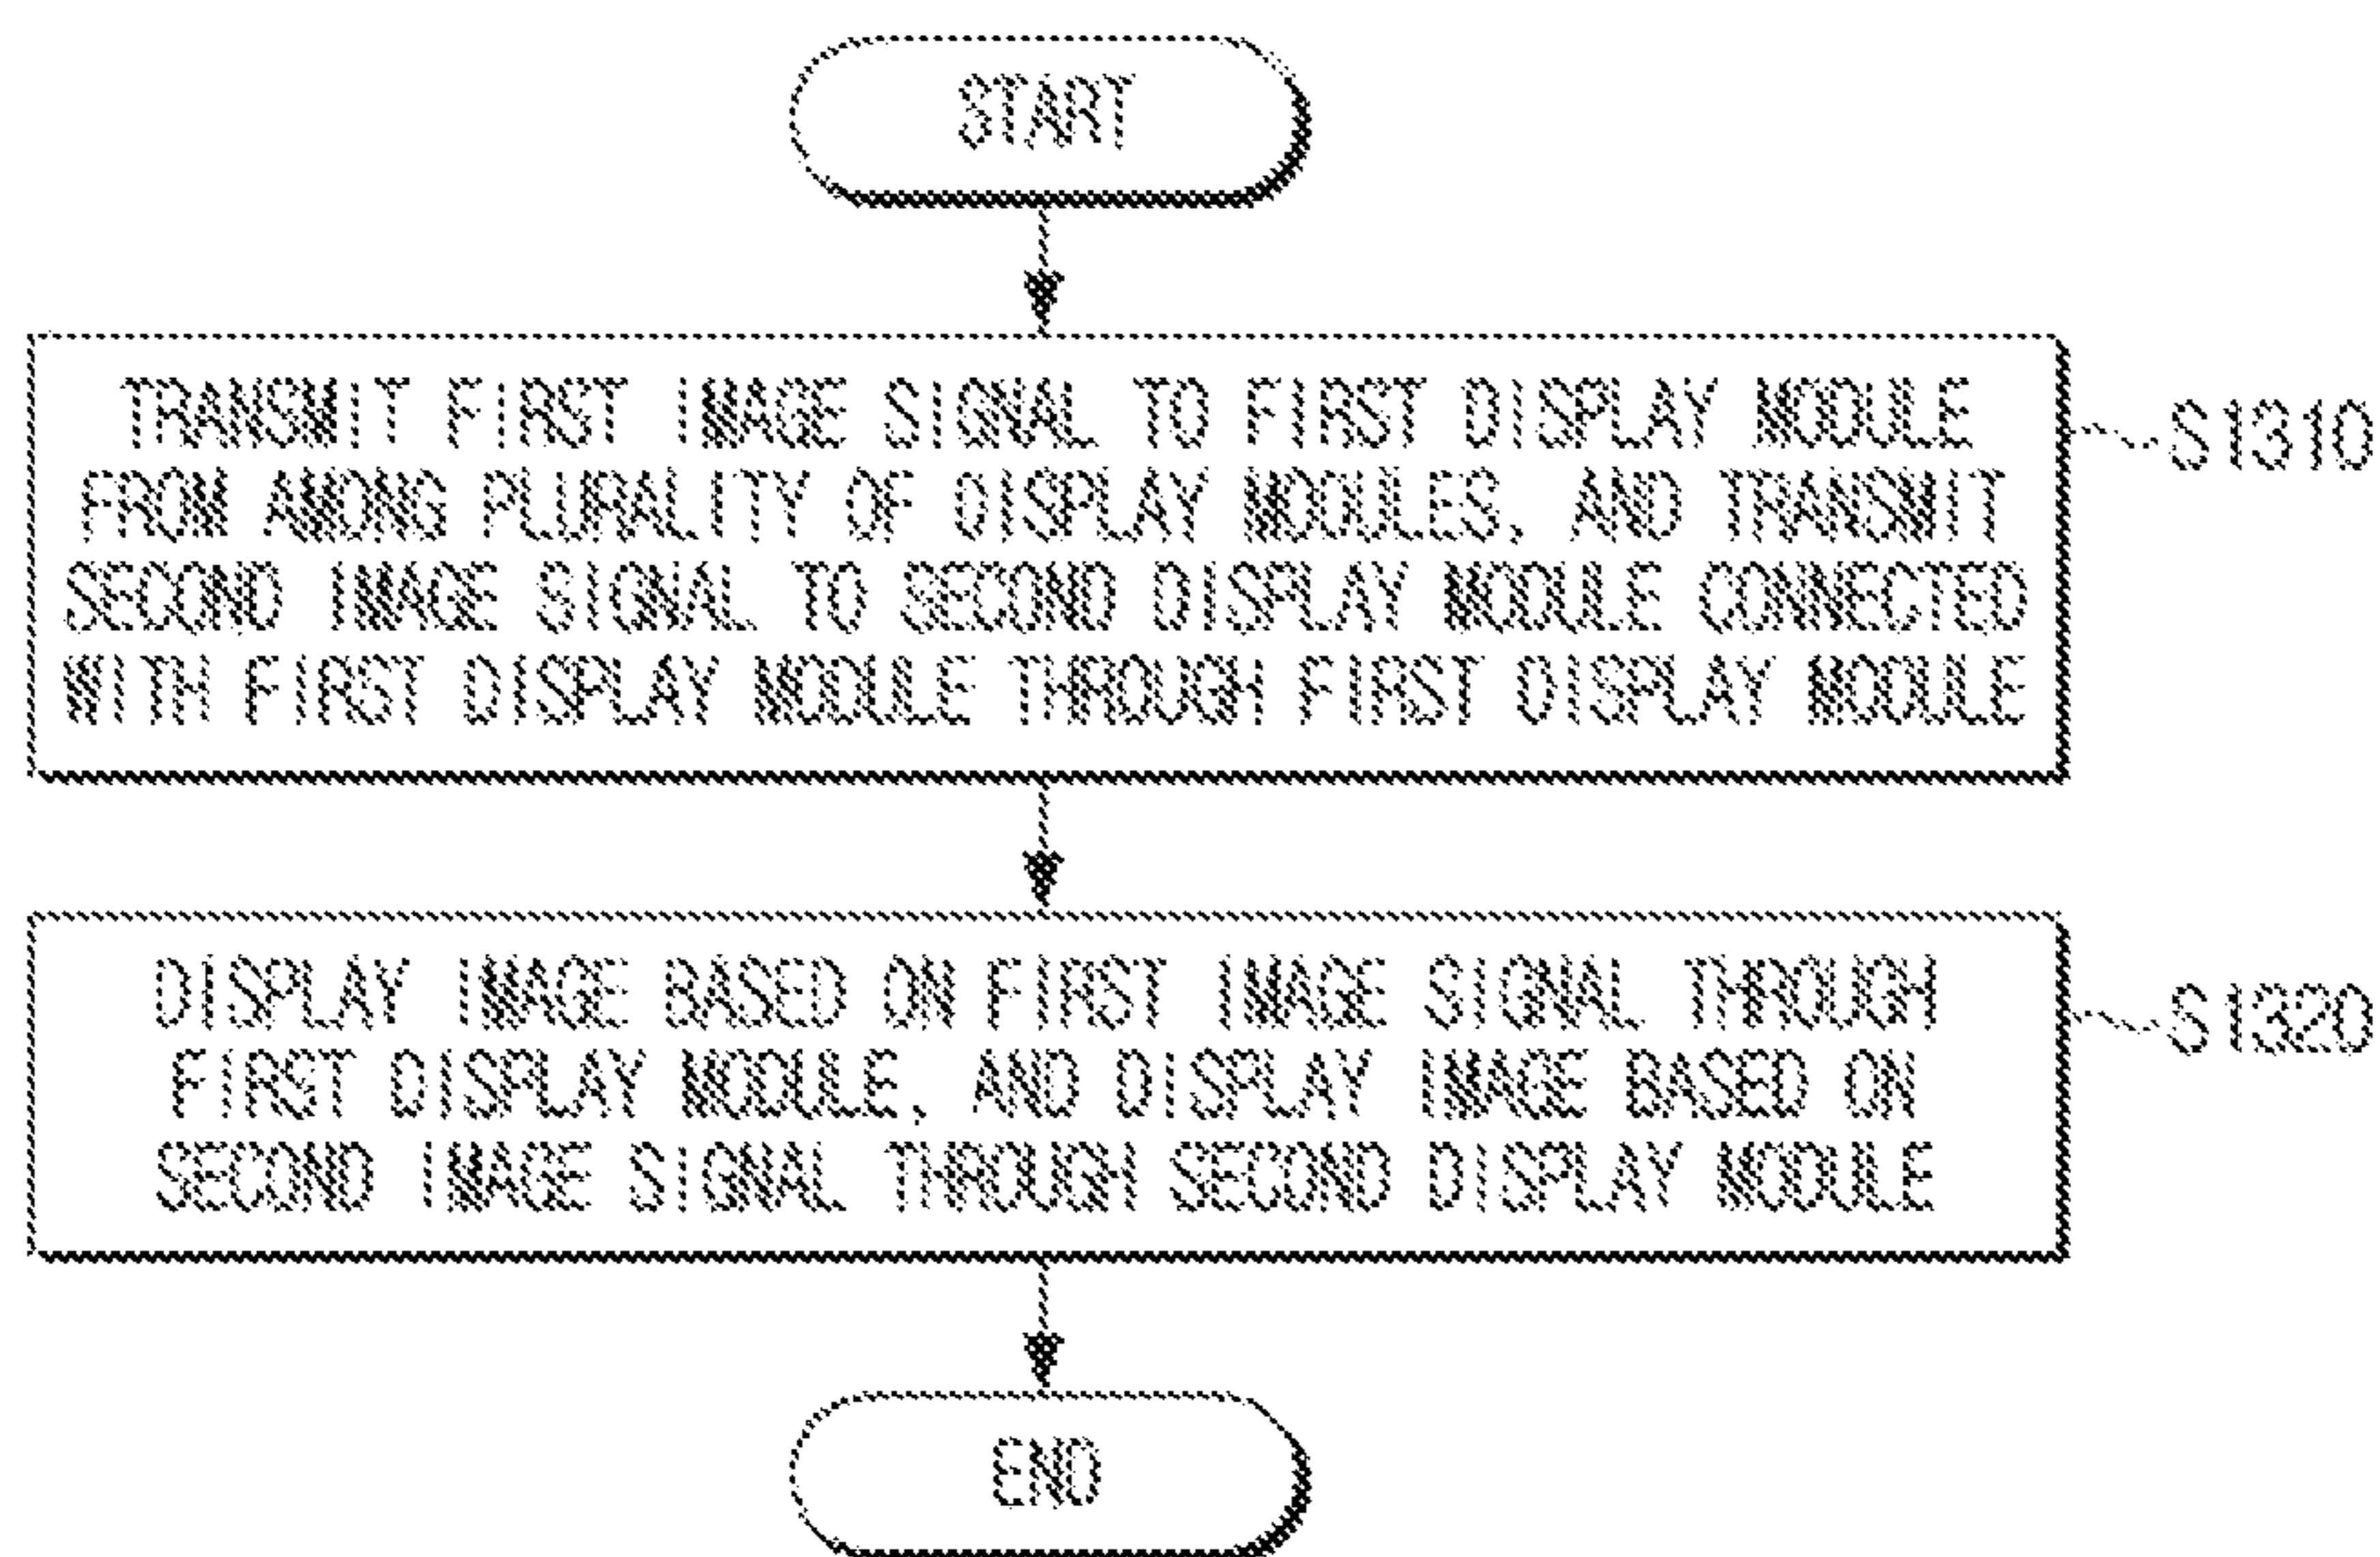 START
TRANSMIT FIRST IMAGE SIGNAL TO FIRST DISPLAY MODULE
FROM AMONG PLURALITY OF DISPLAY MODULES, AND TRANSMIT
SECOND IMAGE SIGNAL TO SECOND DISPLAY MODULE CONNECTED
WITH FIRST DISPLAY MODULE THROUGH FIRST DISPLAY MODULE
S1310
DISPLAY IMAGE BASED ON FIRST IMAGE SIGNAL THROUGH
FIRST DISPLAY MODULE, AND DISPLAY IMAGE BASED ON
SECOND IMAGE SIGNAL THROUGH SECOND DISPLAY MODULE
S1320
END